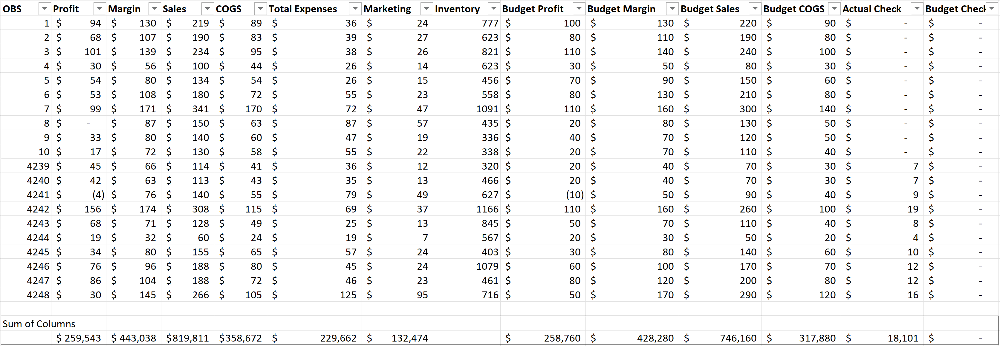 OBS Profit Margin Sales COGS Total Expenses Marketing Inventory Budget Profit Budget Margin Budget Sales Budget COGS Actual Check Budget Check
1 $ 94 $ 130 $ 219 $ 89 $ 36 $ 24 777 $ 100 $ 130 $ 220 $ 90 $ - $ -
2 $ 68 $ 107 $ 190 $ 83 $ 39 $ 27 623 $ 80 $ 110 $ 190 $ 80 $ - $ -
3 $ 101 $ 139 $ 234 $ 95 $ 38 $ 26 821 $ 110 $ 140 $ 240 $ 100 $ - $ -
4 $ 30 $ 56 $ 100 $ 44 $ 26 $ 14 623 $ 30 $ 50 $ 80 $ 30 $ - $ -
5 $ 54 $ 80 $ 134 $ 54 $ 26 $ 15 456 $ 70 $ 90 $ 150 $ 60 $ - $ -
6 $ 53 $ 108 $ 180 $ 72 $ 55 $ 23 558 $ 80 $ 130 $ 210 $ 80 $ - $ -
7 $ 99 $ 171 $ 341 $ 170 $ 72 $ 47 1091 $ 110 $ 160 $ 300 $ 140 $ - $ -
8 $ - $ 87 $ 150 $ 63 $ 87 $ 57 435 $ 20 $ 80 $ 130 $ 50 $ - $ -
9 $ 33 $ 80 $ 140 $ 60 $ 47 $ 19 336 $ 40 $ 70 $ 120 $ 50 $ - $ -
10 $ 17 $ 72 $ 130 $ 58 $ 55 $ 22 338 $ 20 $ 70 $ 110 $ 40 $ - $ -
4239 $ 45 $ 66 $ 114 $ 41 $ 36 $ 12 320 $ 20 $ 40 $ 70 $ 30 $ 7 $ -
4240 $ 42 $ 63 $ 113 $ 43 $ 35 $ 13 466 $ 20 $ 40 $ 70 $ 30 $ 7 $ -
4241 $ (4) $ 76 $ 140 $ 55 $ 79 $ 49 627 $ (10) $ 50 $ 90 $ 40 $ 9 $ -
4242 $ 156 $ 174 $ 308 $ 115 $ 69 $ 37 1166 $ 110 $ 160 $ 260 $ 100 $ 19 $ -
4243 $ 68 $ 71 $ 128 $ 49 $ 25 $ 13 845 $ 50 $ 70 $ 110 $ 40 $ 8 $ -
4244 $ 19 $ 32 $ 60 $ 24 $ 19 $ 7 567 $ 20 $ 30 $ 50 $ 20 $ 4 $ -
4245 $ 34 $ 80 $ 155 $ 65 $ 57 $ 24 403 $ 30 $ 80 $ 140 $ 60 $ 10 $ -
4246 $ 76 $ 96 $ 188 $ 80 $ 45 $ 24 1079 $ 60 $ 100 $ 170 $ 70 $ 12 $ -
4247 $ 86 $ 104 $ 188 $ 72 $ 46 $ 23 461 $ 80 $ 120 $ 200 $ 80 $ 12 $ -
4248 $ 30 $ 145 $ 266 $ 105 $ 125 $ 95 716 $ 50 $ 170 $ 290 $ 120 $ 16 $ -
Sum of Columns
$ 259,543 $ 443,038 $819,811 $358,672 $ 229,662 $ 132,474 $ 258,760 $ 428,280 $ 746,160 $ 317,880 $ 18,101 $ -